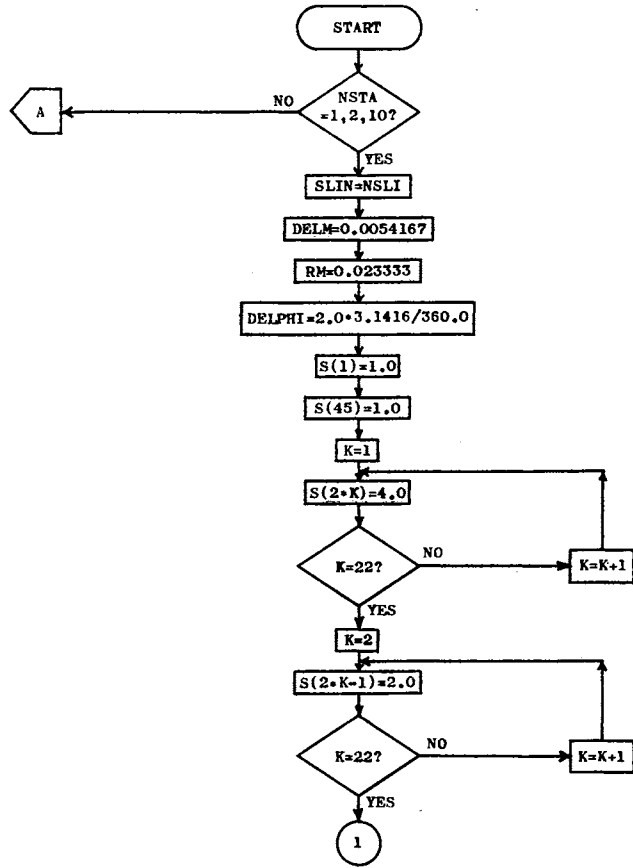 START
NSTA
=1,2,10?
NO
A
YES
SLIN=NSLI
DELM=0.0054167
RM=0.023333
DELPHI=2.0*3.1416/360.0
S(1)=1.0
S(45)=1.0
K=1
S(2*K)=4.0
K=22?
NO
K=K+1
YES
K=2
S(2*K-1)=2.0
K=22?
NO
K=K+1
YES
1